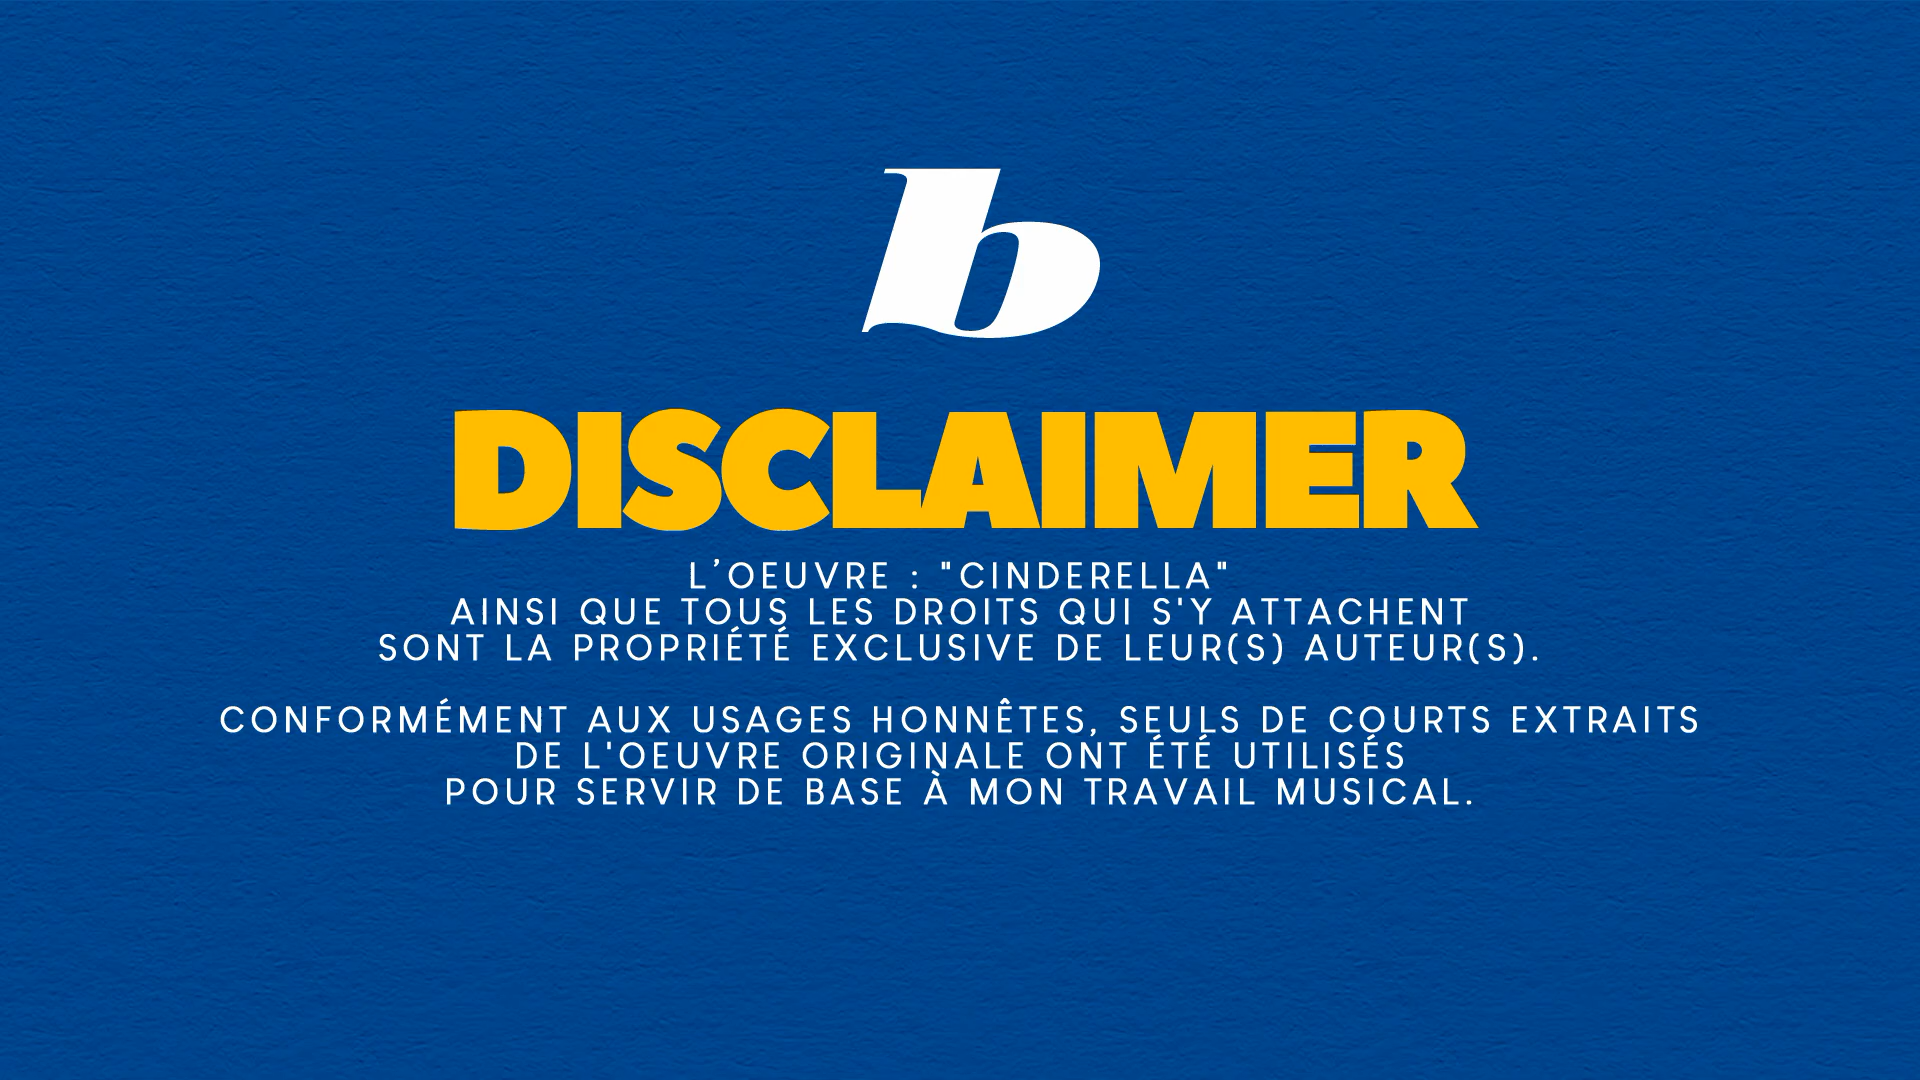 b
DISCLAIMER
L’OEUVRE : "CINDERELLA"
AINSI QUE TOUS LES DROITS QUI S'Y ATTACHENT
SONT LA PROPRIÉTÉ EXCLUSIVE DE LEUR(S) AUTEUR(S).
CONFORMÉMENT AUX USAGES HONNÊTES, SEULS DE COURTS EXTRAITS
DE L'OEUVRE ORIGINALE ONT ÉTÉ UTILISÉS
POUR SERVIR DE BASE À MON TRAVAIL MUSICAL.